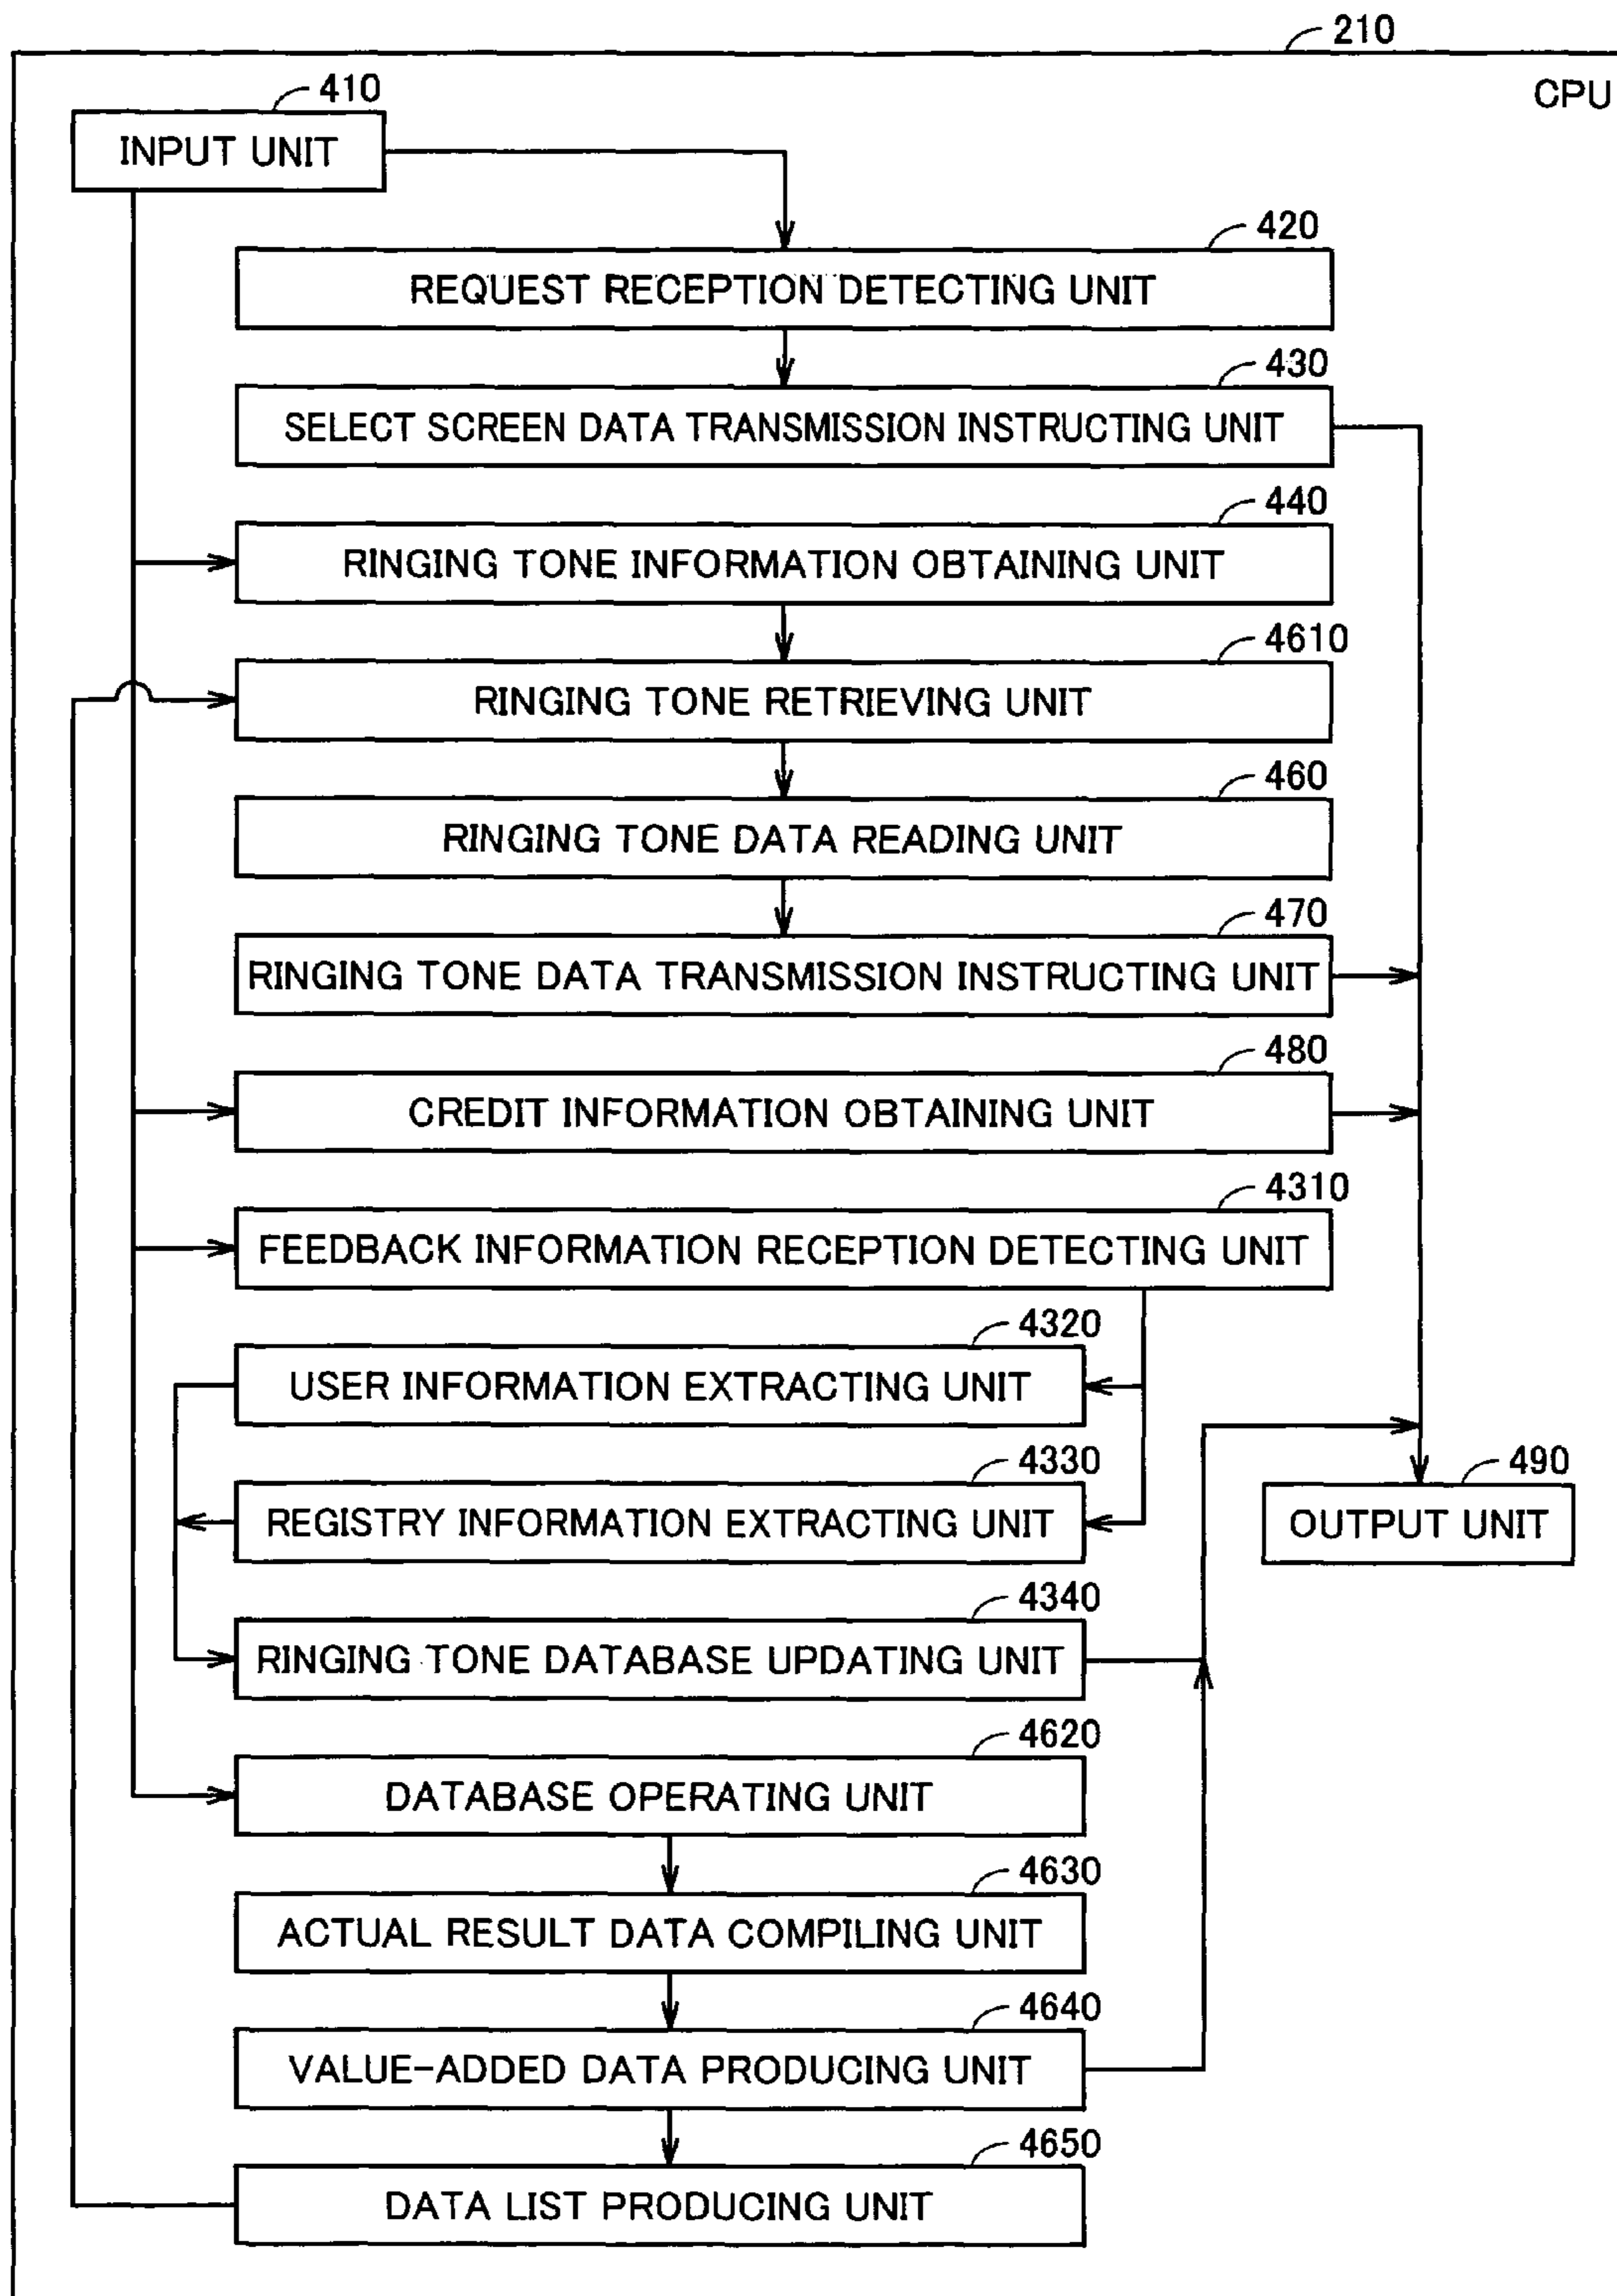 210
CPU
410
INPUT UNIT
420
REQUEST RECEPTION DETECTING UNIT
430
SELECT SCREEN DATA TRANSMISSION INSTRUCTING UNIT
440
RINGING TONE INFORMATION OBTAINING UNIT
4610
RINGING TONE RETRIEVING UNIT
460
RINGING TONE DATA READING UNIT
470
RINGING TONE DATA TRANSMISSION INSTRUCTING UNIT
480
CREDIT INFORMATION OBTAINING UNIT
4310
FEEDBACK INFORMATION RECEPTION DETECTING UNIT
4320
USER INFORMATION EXTRACTING UNIT
4330
REGISTRY INFORMATION EXTRACTING UNIT
490
OUTPUT UNIT
4340
RINGING TONE DATABASE UPDATING UNIT
4620
DATABASE OPERATING UNIT
4630
ACTUAL RESULT DATA COMPILING UNIT
4640
VALUE-ADDED DATA PRODUCING UNIT
4650
DATA LIST PRODUCING UNIT